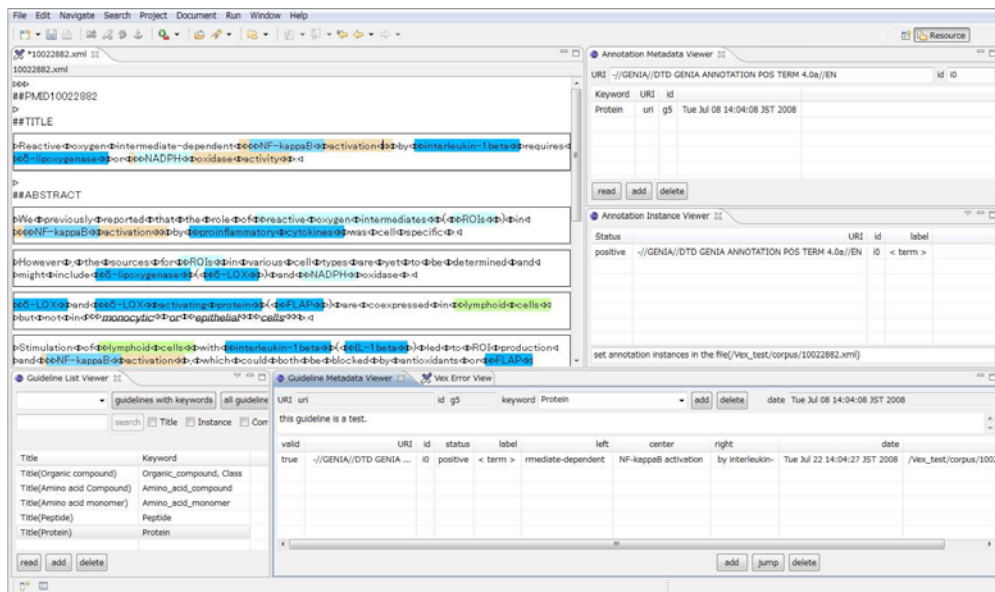 File Edit Navigate Search Project Document Run Window Help
Resource
*10022882.xml
10022882.xml
##PMID10022882
##TITLE
Reactive oxygen intermediate-dependent NF-kappaB activation by interleukin-1beta requires
5-lipoxygenase or NADPH oxidase activity.
##ABSTRACT
We previously reported that the role of reactive oxygen intermediates (ROIs) in
NF-kappaB activation by proinflammatory cytokines was cell specific.
However, the sources for ROIs in various cell types are yet to be determined and
might include 5-lipoxygenase (5-LOX) and NADPH oxidase.
5-LOX and 5-LOX activating protein (FLAP) are coexpressed in lymphoid cells
but not in monocytic or epithelial cells.
Stimulation of lymphoid cells with interleukin-1beta (IL-1beta) led to ROI production
and NF-kappaB activation, which could both be blocked by antioxidants or FLAP
Annotation Metadata Viewer
URI -//GENIA//DTD GENIA ANNOTATION POS TERM 4.0a//EN id i0
Keyword URI id
Protein uri g5 Tue Jul 08 14:04:08 JST 2008
read add delete
Annotation Instance Viewer
Status URI id label
positive -//GENIA//DTD GENIA ANNOTATION POS TERM 4.0a//EN i0 < term >
set annotation instances in the file(/Vex_test/corpus/10022882.xml)
Guideline List Viewer
guidelines with keywords all guideline
search Title Instance Com
Title Keyword
Title(Organic compound) Organic_compound, Class
Title(Amino acid Compound) Amino_acid_compound
Title(Amino acid monomer) Amino_acid_monomer
Title(Peptide) Peptide
Title(Protein) Protein
read add delete
Guideline Metadata Viewer Vex Error View
URI uri id g5 keyword Protein add delete date Tue Jul 08 14:04:08 JST 2008
this guideline is a test.
valid URI id status label left center right date
true -//GENIA//DTD GENIA ... i0 positive < term > rmediate-dependent NF-kappaB activation by interleukin- Tue Jul 22 14:04:27 JST 2008 /Vex_test/corpus/1002
add jump delete